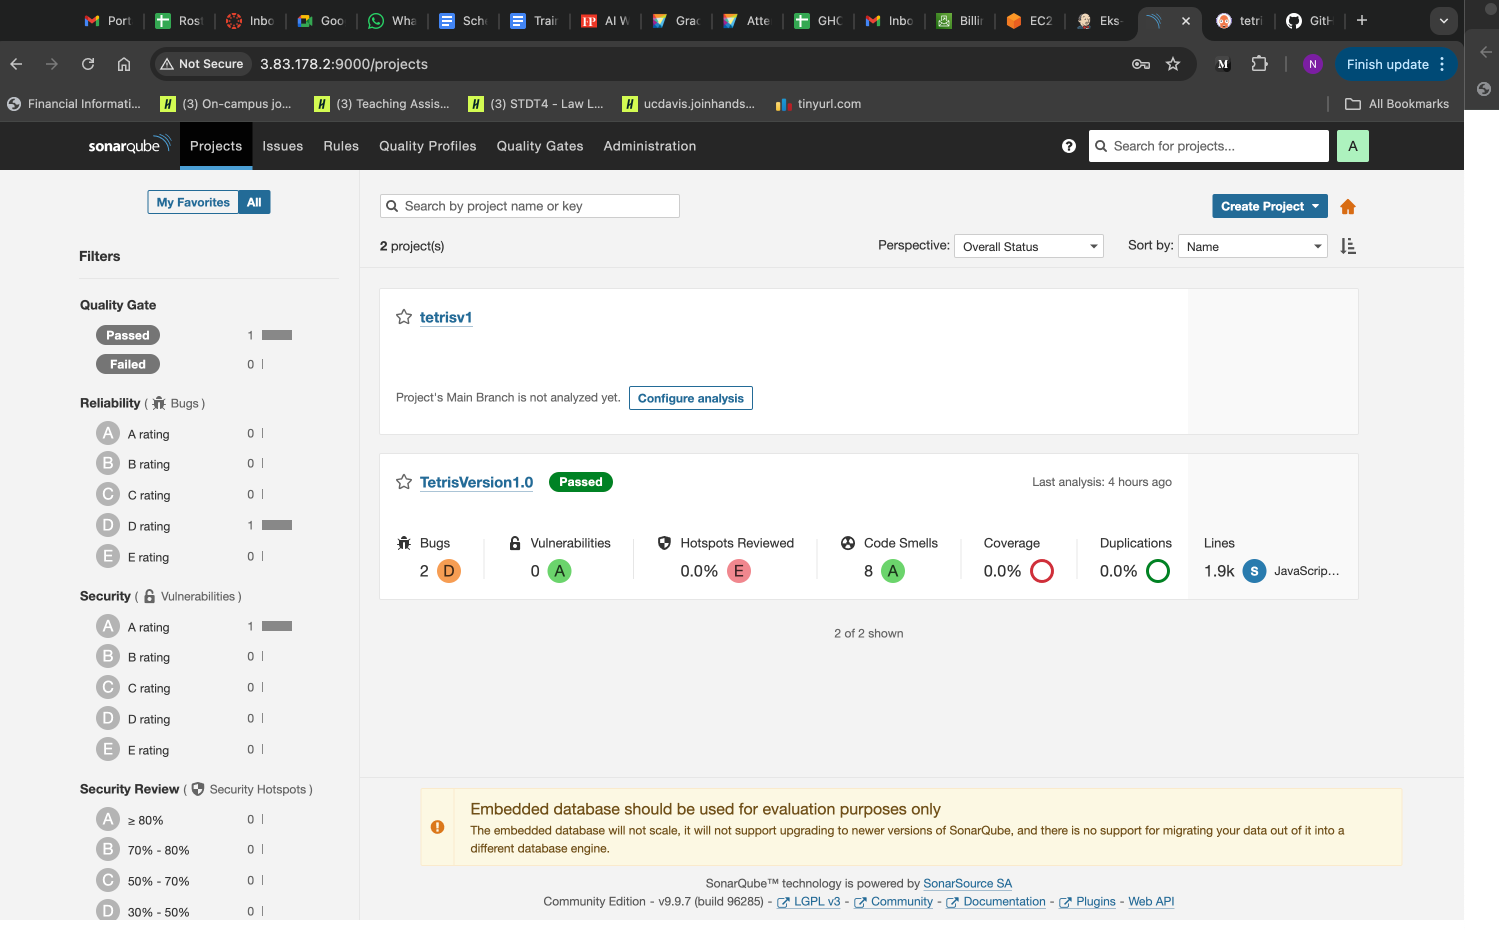 Port
Rost
Inbo
Goo
Wha
Sche
Trair
AI W
Grac
Atte
GHC
Inbo
Billir
EC2
Eks-
tetri
GitH
Not Secure
3.83.178.2:9000/projects
M
N
Finish update
Financial Informati...
(3) On-campus jo...
(3) Teaching Assis...
(3) STDT4 - Law L...
ucdavis.joinhands...
tinyurl.com
All Bookmarks
sonarqube
Projects
Issues
Rules
Quality Profiles
Quality Gates
Administration
Search for projects...
A
My Favorites
All
Search by project name or key
Create Project
2 project(s)
Perspective:
Overall Status
Sort by:
Name
Filters
Quality Gate
Passed 1
Failed 0
Reliability ( Bugs )
A A rating 0
B B rating 0
C C rating 0
D D rating 1
E E rating 0
Security ( Vulnerabilities )
A A rating 1
B B rating 0
C C rating 0
D D rating 0
E E rating 0
Security Review ( Security Hotspots )
A ≥ 80% 0
B 70% - 80% 0
C 50% - 70% 0
D 30% - 50% 0
tetrisv1
Project's Main Branch is not analyzed yet.
Configure analysis
TetrisVersion1.0
Passed
Last analysis: 4 hours ago
Bugs
2 D
Vulnerabilities
0 A
Hotspots Reviewed
0.0% E
Code Smells
8 A
Coverage
0.0%
Duplications
0.0%
Lines
1.9k S JavaScrip...
2 of 2 shown
Embedded database should be used for evaluation purposes only
The embedded database will not scale, it will not support upgrading to newer versions of SonarQube, and there is no support for migrating your data out of it into a
different database engine.
SonarQube™ technology is powered by SonarSource SA
Community Edition - v9.9.7 (build 96285) - LGPL v3 - Community - Documentation - Plugins - Web API